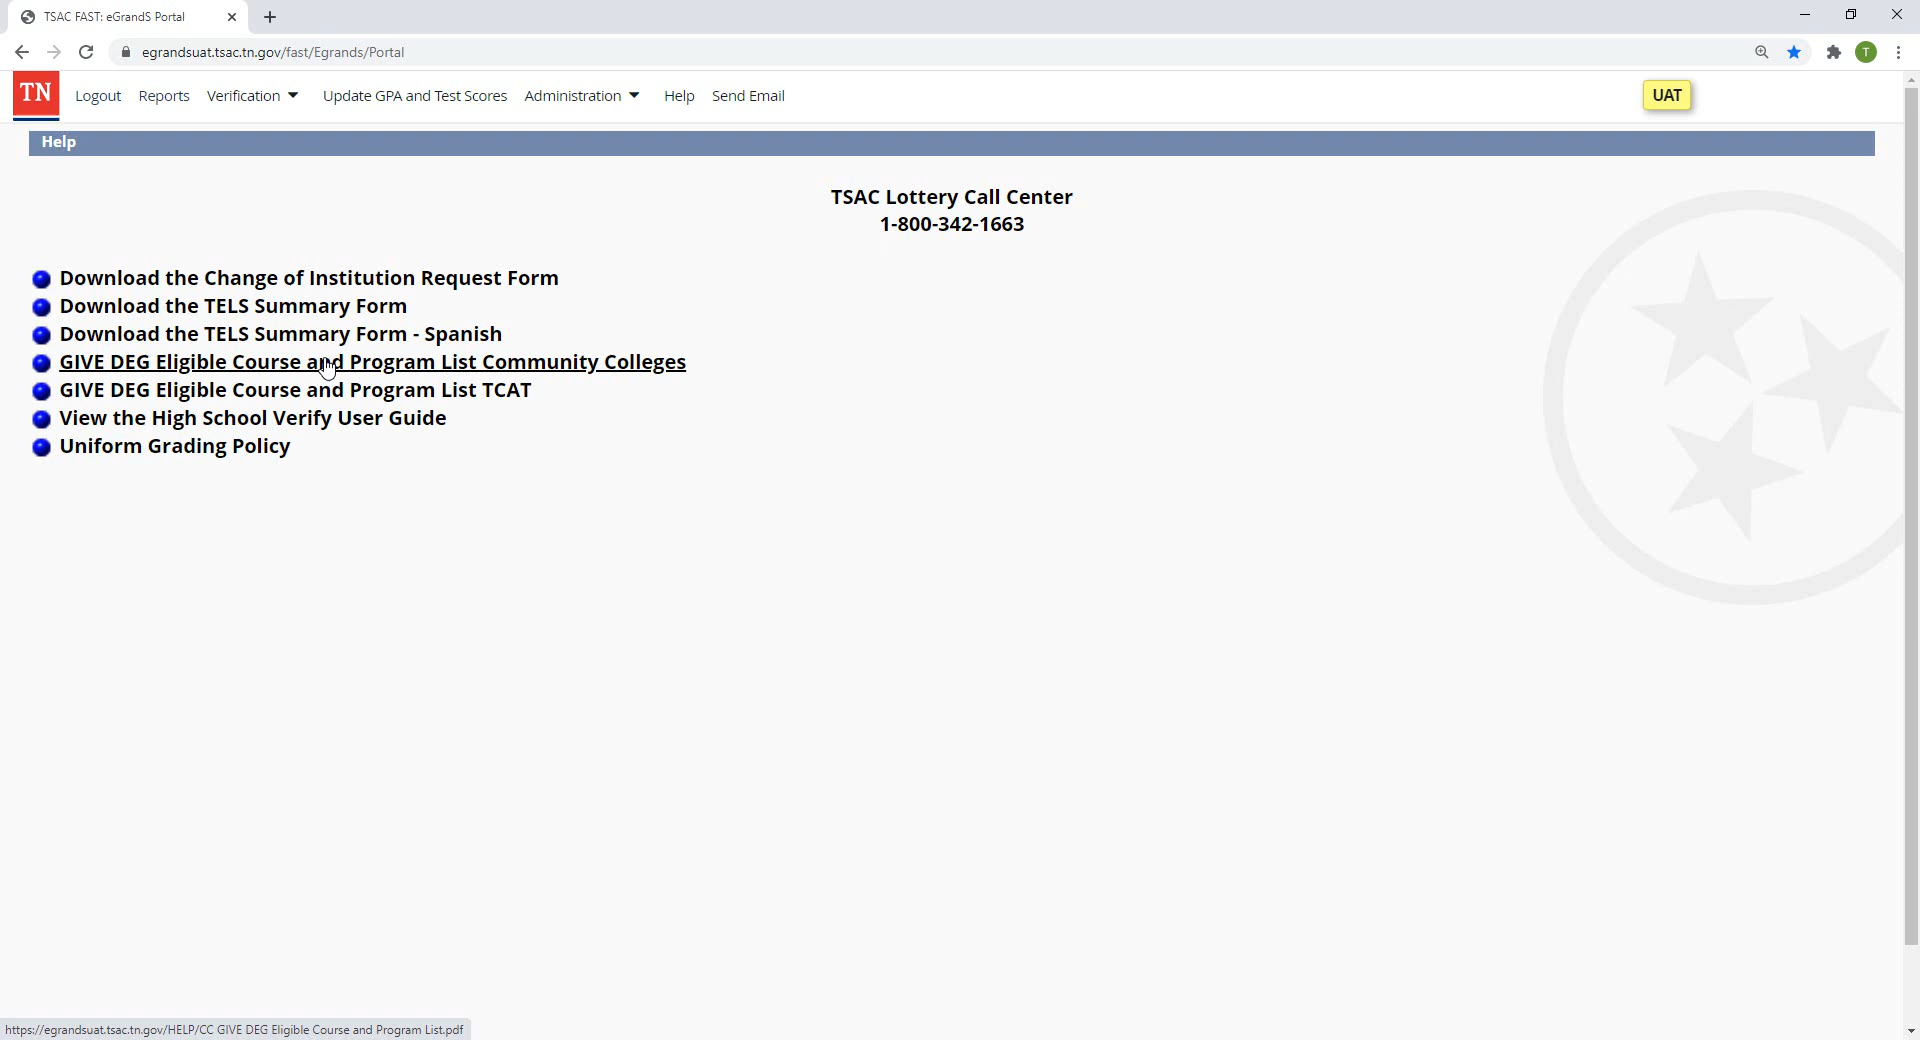 TSAC FAST: eGrandS Portal
egrandsuat.tsac.tn.gov/fast/Egrands/Portal
T
TN Logout Reports Verification Update GPA and Test Scores Administration Help Send Email UAT
Help
TSAC Lottery Call Center
1-800-342-1663
Download the Change of Institution Request Form
Download the TELS Summary Form
Download the TELS Summary Form - Spanish
GIVE DEG Eligible Course and Program List Community Colleges
GIVE DEG Eligible Course and Program List TCAT
View the High School Verify User Guide
Uniform Grading Policy
https://egrandsuat.tsac.tn.gov/HELP/CC GIVE DEG Eligible Course and Program List.pdf